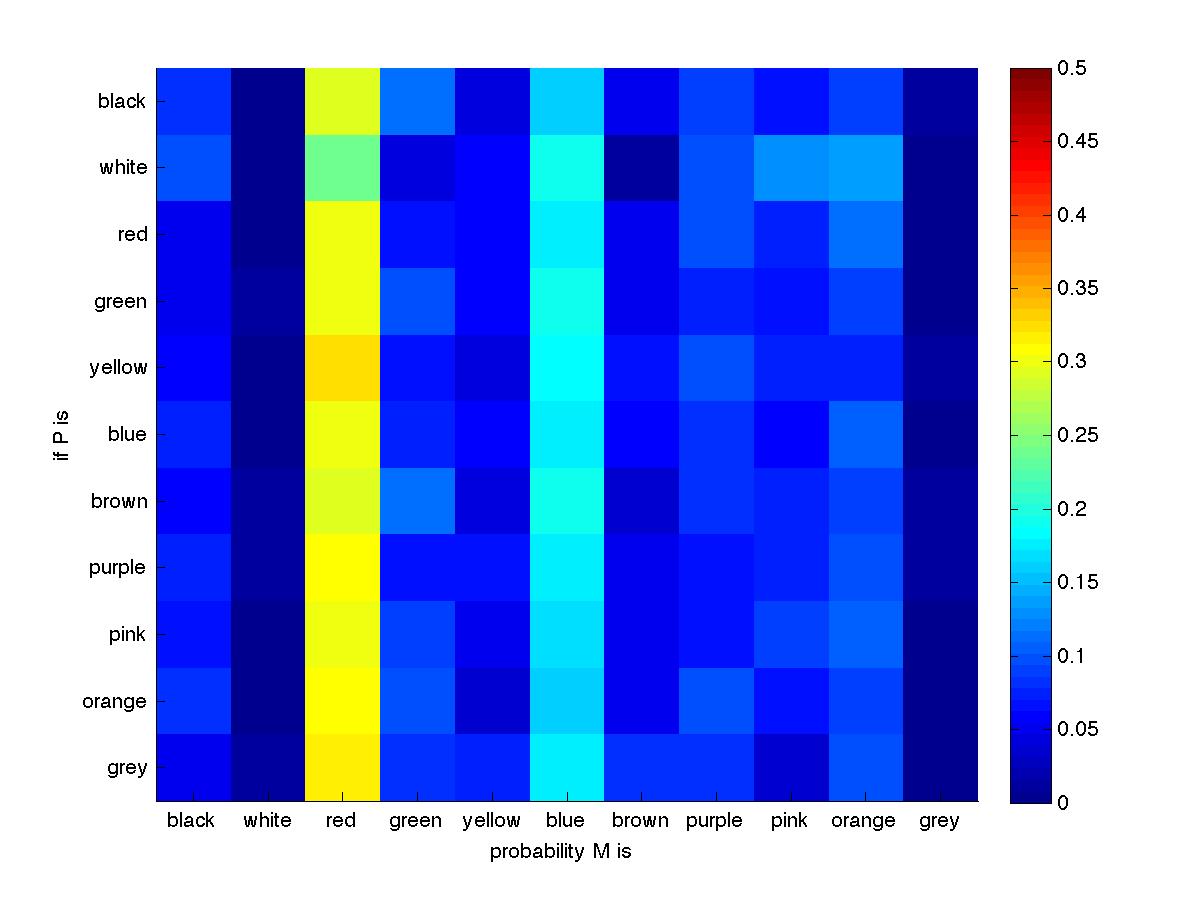 if P is
black
white
red
green
yellow
blue
brown
purple
pink
orange
grey
black white red green yellow blue brown purple pink orange grey
probability M is
0.5
0.45
0.4
0.35
0.3
0.25
0.2
0.15
0.1
0.05
0